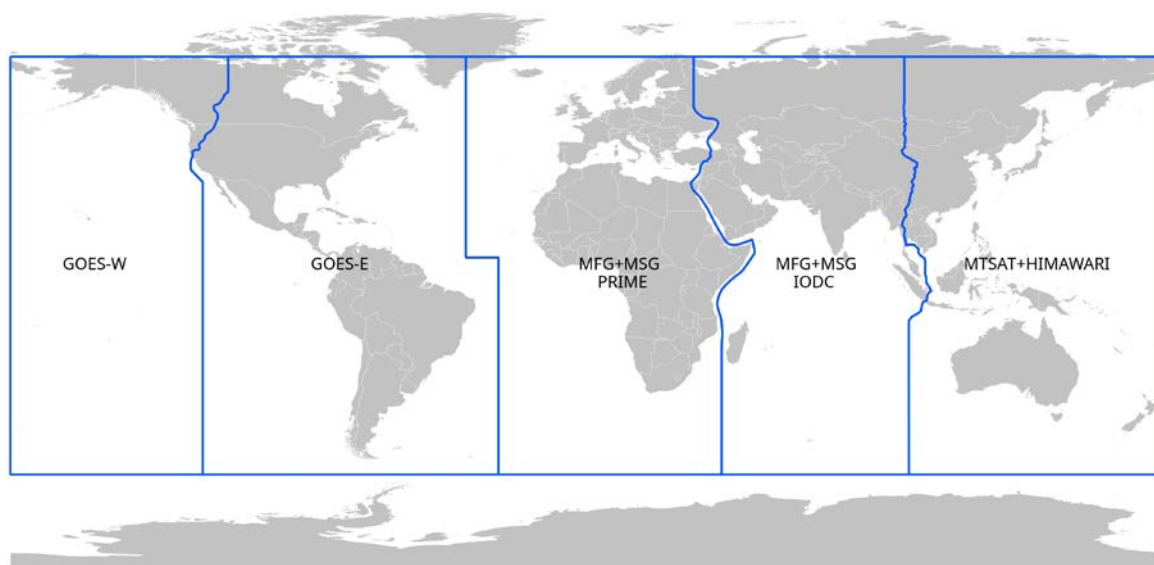 GOES-W
GOES-E
MFG+MSG
PRIME
MFG+MSG
IODC
MTSAT+HIMAWARI